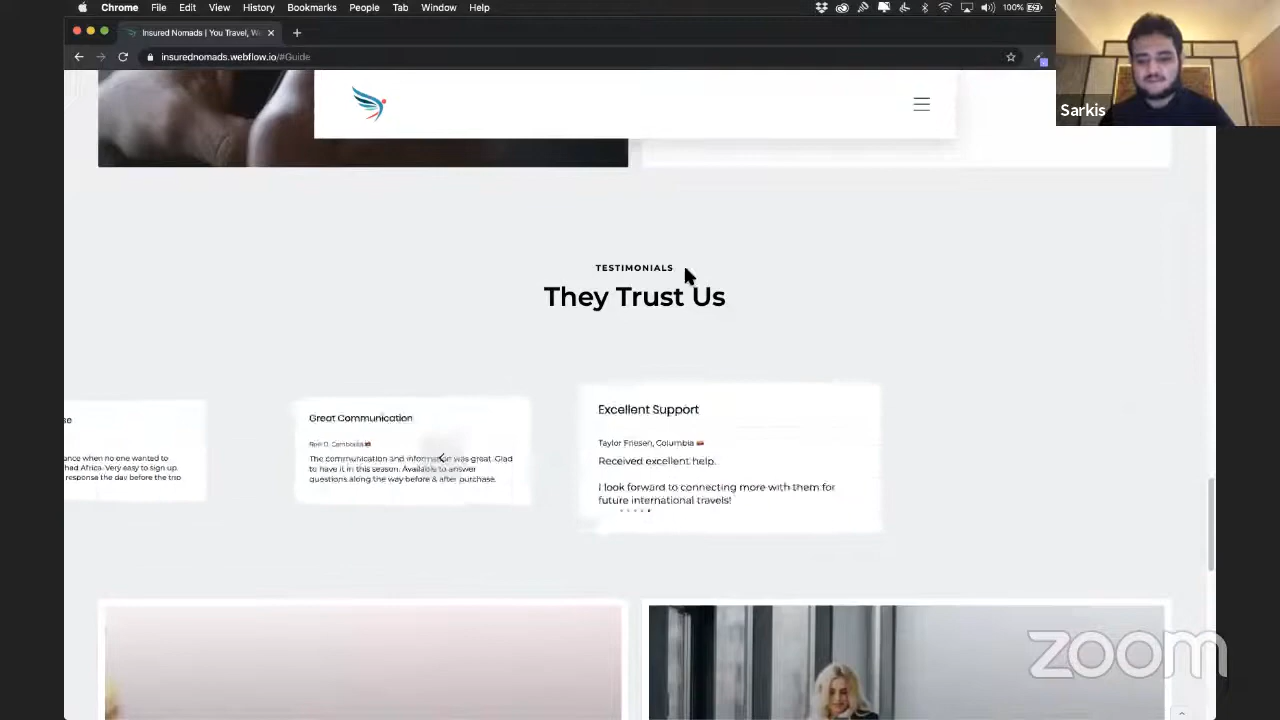 Chrome File Edit View History Bookmarks People Tab Window Help 100%
Insured Nomads | You Travel, W
insurednomads.webflow.io/#Guide
Sarkis
TESTIMONIALS
They Trust Us
se
ance when no one wanted to
had Africa. Very easy to sign up.
response the day before the trip
Great Communication
The communication and information was great. Glad
to have it in this season. Available to answer
questions along the way before & after purchase.
Excellent Support
Taylor Friesen, Columbia
Received excellent help.
I look forward to connecting more with them for
future international travels!
zoom